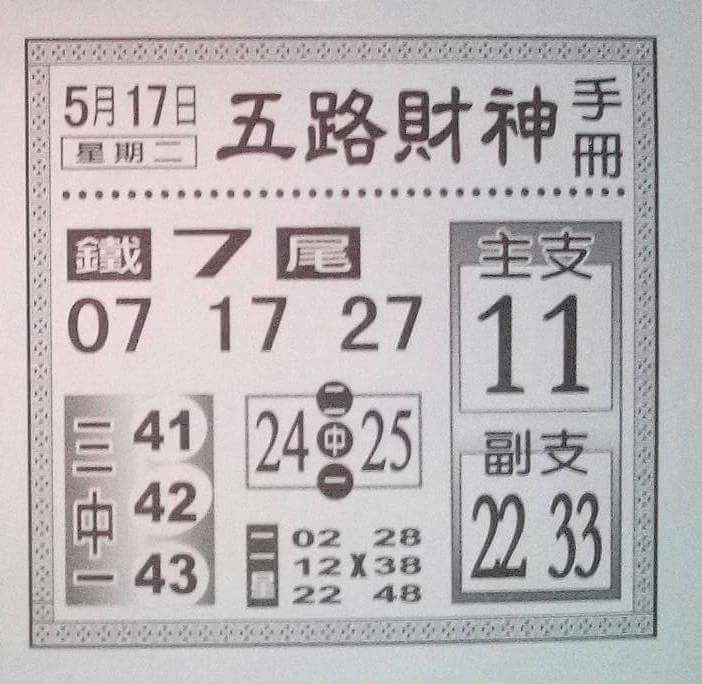 5月17日
星期二
五路財神
手冊
鐵7尾
07 17 27
主支
11
三中一
41
42
43
24 二中一 25
二星
02 28
12 X 38
22 48
副支
22 33